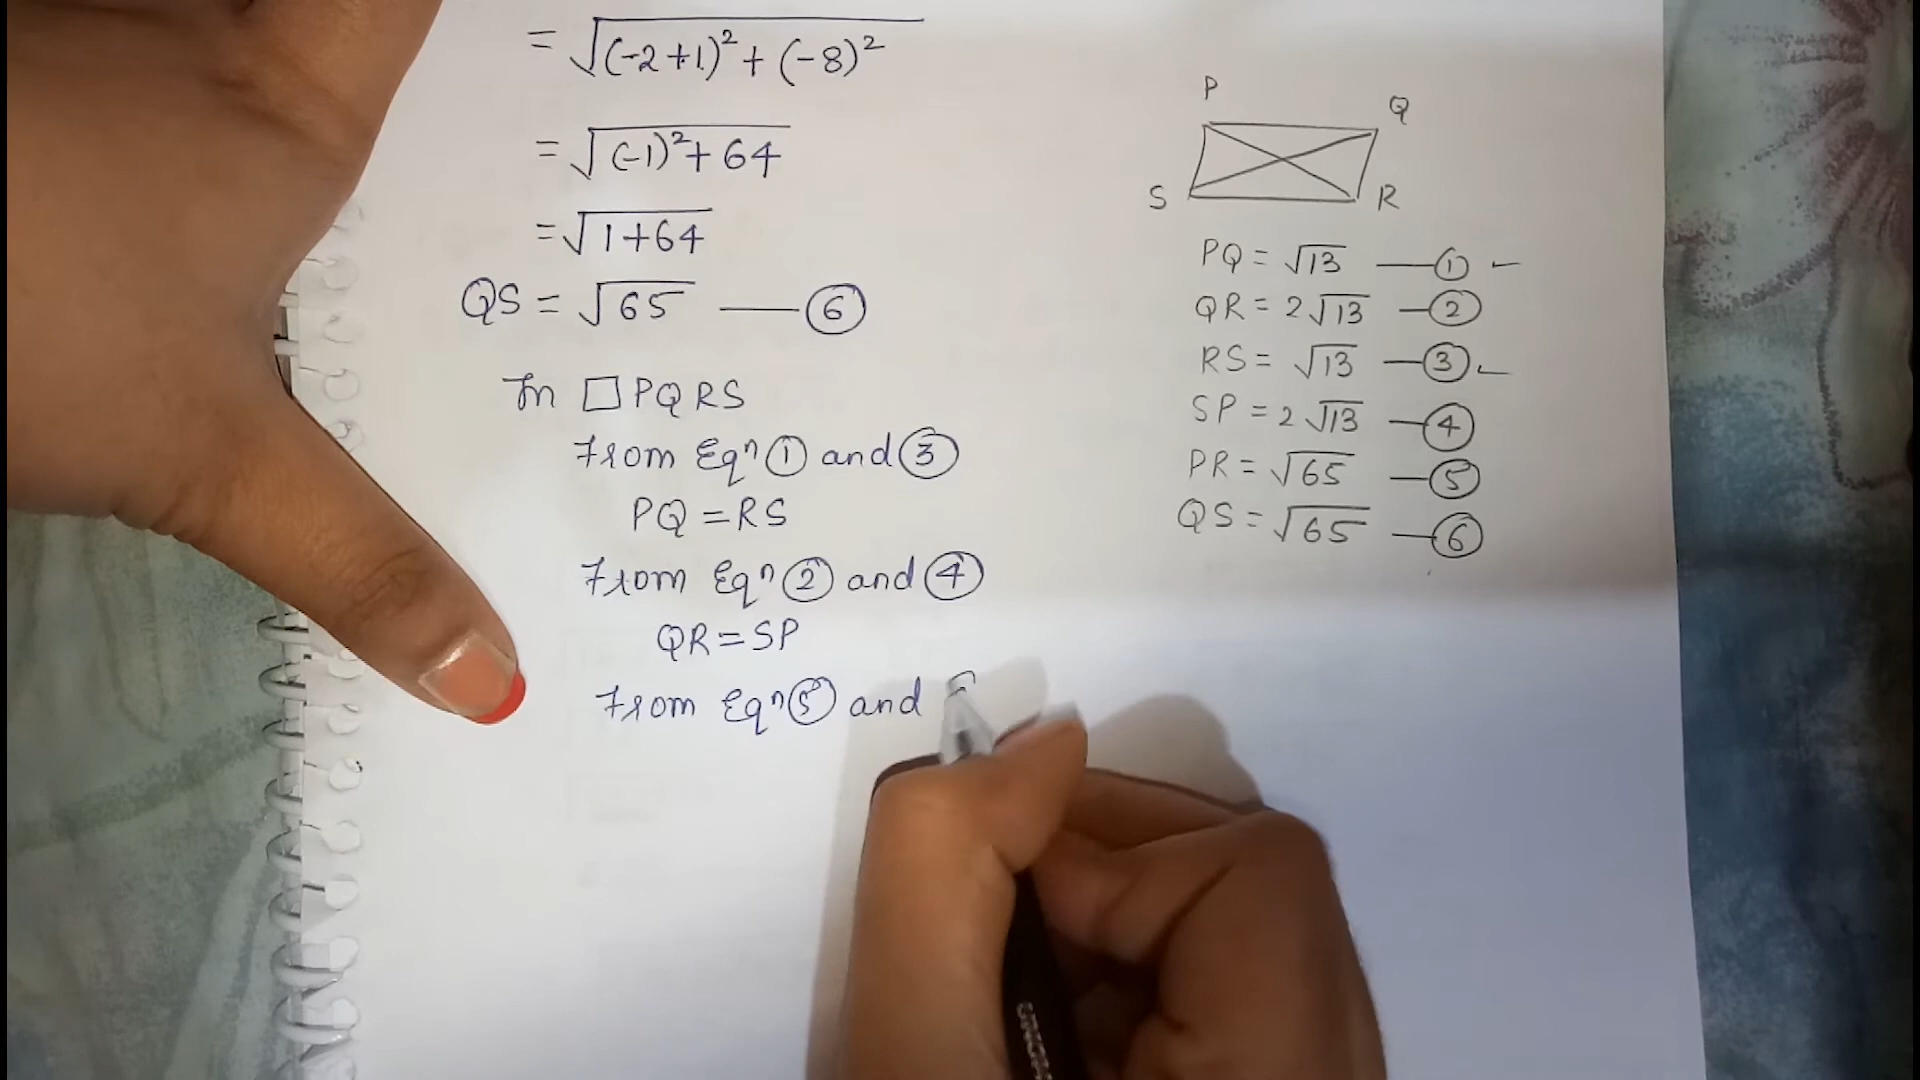 = √(-2+1)² + (-8)²
= √(-1)² + 64
= √1+64
QS = √65 —— ⑥
In □PQRS
From Eqⁿ ① and ③
PQ = RS
From Eqⁿ ② and ④
QR = SP
From Eqⁿ ⑤ and
P
Q
S
R
PQ = √13 —①
QR = 2√13 —②
RS = √13 —③
SP = 2√13 —④
PR = √65 —⑤
QS = √65 —⑥